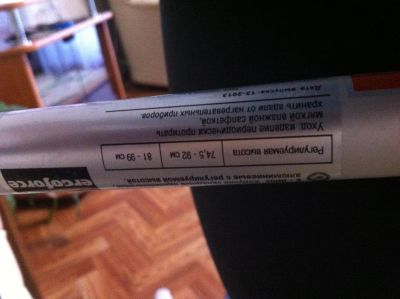 ergoforce
алюминиевые с регулируемой высотой,
Регулируемая высота
74,5 - 92 см
81 - 99 см
Уход: изделие периодически протирать
мягкой влажной салфеткой,
хранить вдали от нагревательных приборов.
Дата выпуска: 12-2013